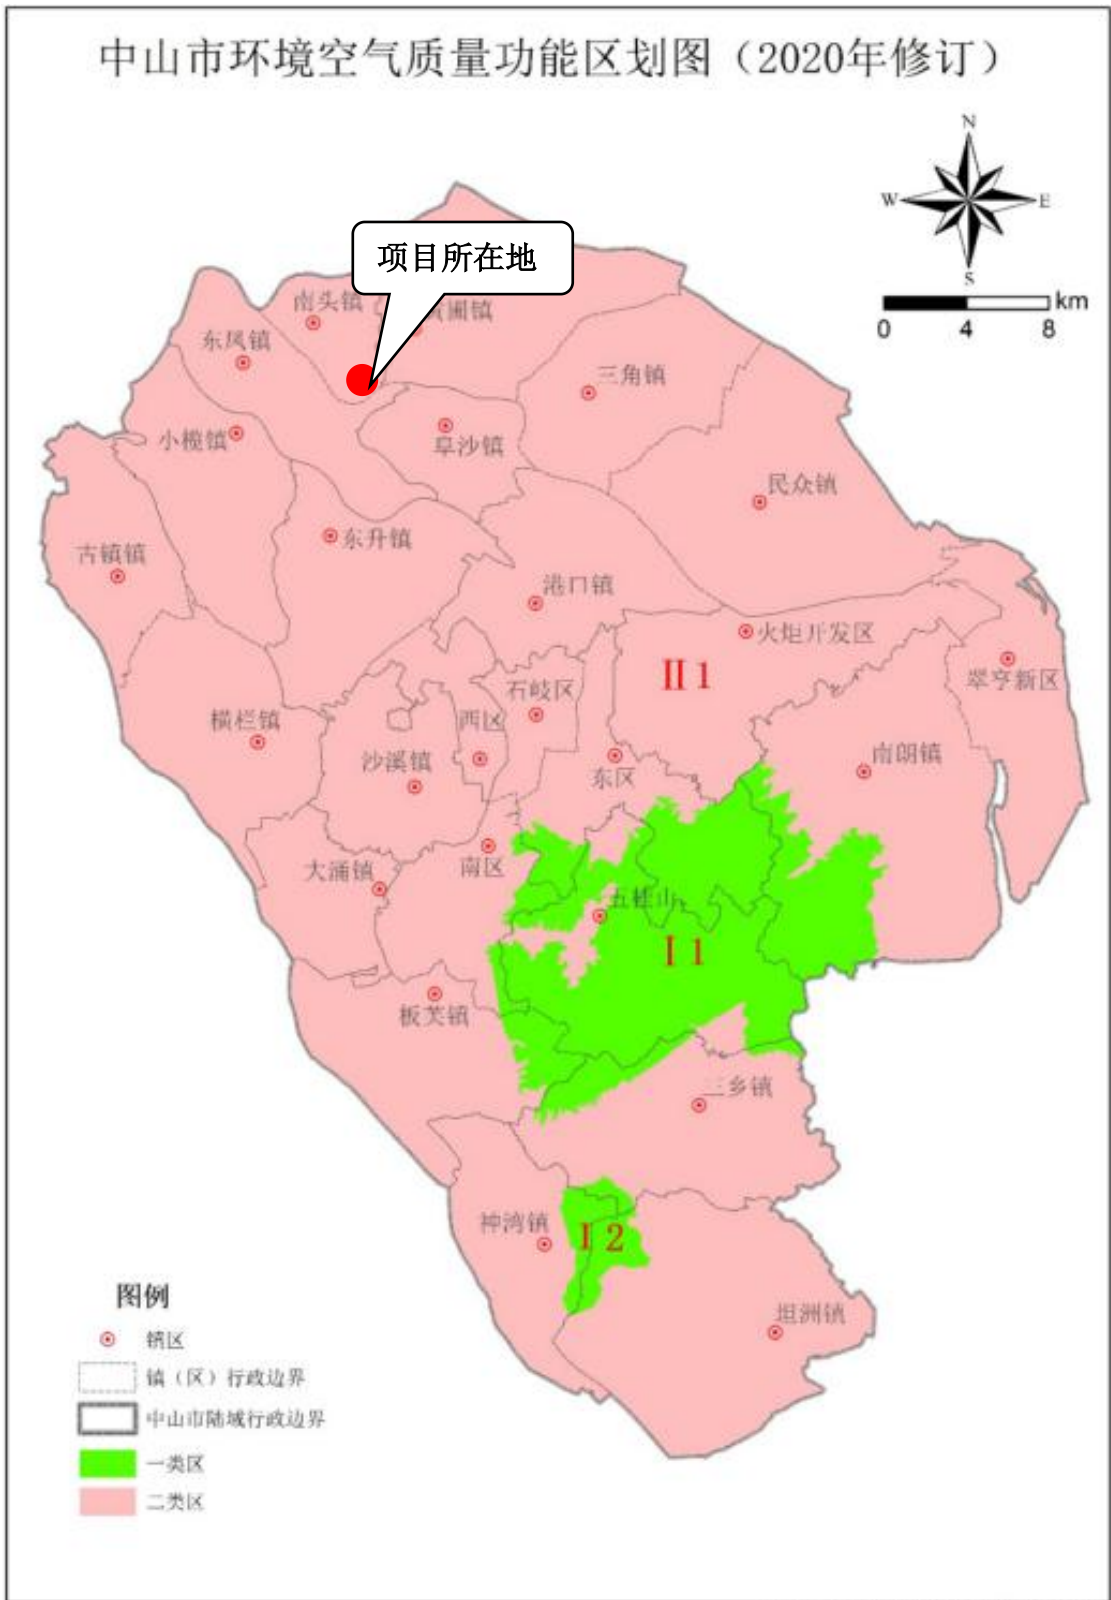 中山市环境空气质量功能区划图（2020年修订）
N
W
E
S
km
0 4 8
项目所在地
南头镇
黄圃镇
东凤镇
三角镇
小榄镇
阜沙镇
民众镇
古镇镇
东升镇
港口镇
火炬开发区
II 1
石岐区
翠亨新区
横栏镇
西区
沙溪镇
东区
南朗镇
大涌镇
南区
五桂山
I 1
板芙镇
三乡镇
神湾镇
I 2
坦洲镇
图例
镇区
镇（区）行政边界
中山市陆域行政边界
一类区
二类区